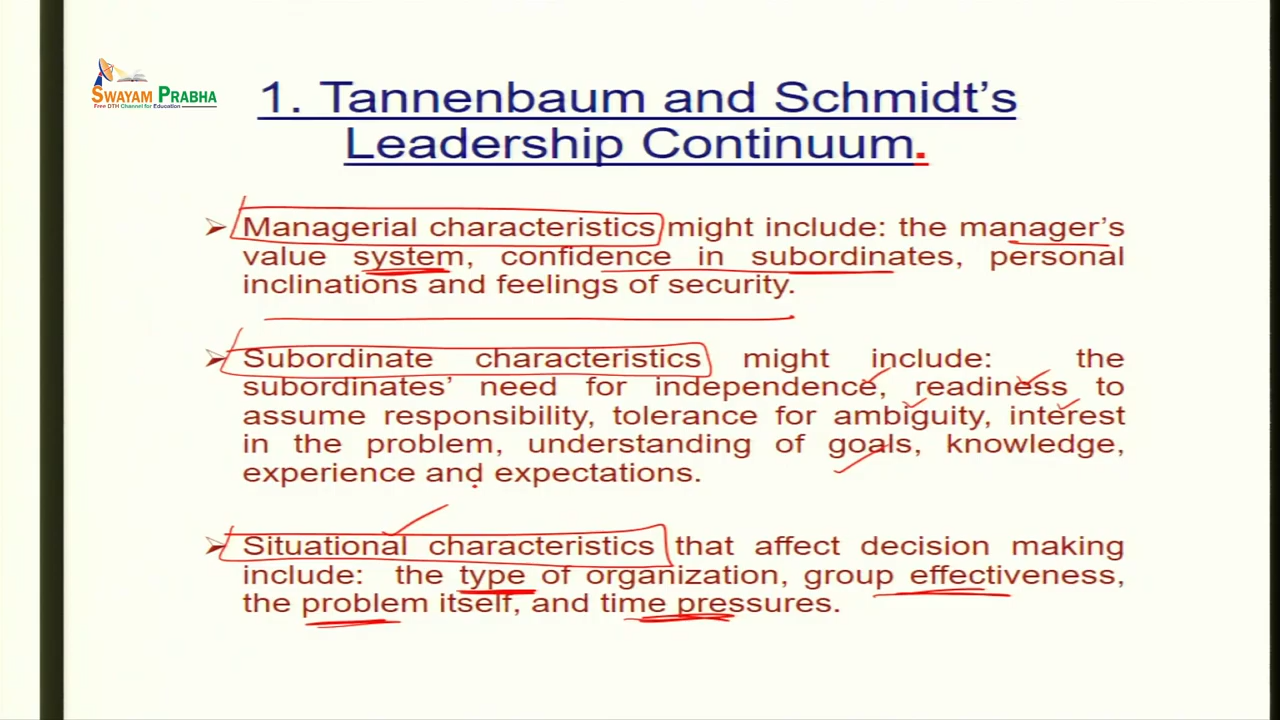 SWAYAM PRABHA
Free DTH Channel for Education
1. Tannenbaum and Schmidt's
Leadership Continuum.
Managerial characteristics might include: the manager's
value system, confidence in subordinates, personal
inclinations and feelings of security.
Subordinate characteristics might include: the
subordinates' need for independence, readiness to
assume responsibility, tolerance for ambiguity, interest
in the problem, understanding of goals, knowledge,
experience and expectations.
Situational characteristics that affect decision making
include: the type of organization, group effectiveness,
the problem itself, and time pressures.